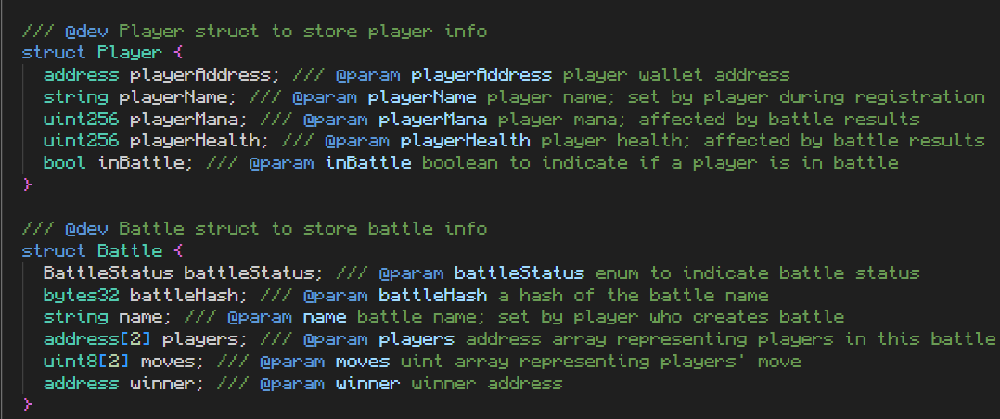 /// @dev Player struct to store player info
struct Player {
address playerAddress; /// @param playerAddress player wallet address
string playerName; /// @param playerName player name; set by player during registration
uint256 playerMana; /// @param playerMana player mana; affected by battle results
uint256 playerHealth; /// @param playerHealth player health; affected by battle results
bool inBattle; /// @param inBattle boolean to indicate if a player is in battle
}
/// @dev Battle struct to store battle info
struct Battle {
BattleStatus battleStatus; /// @param battleStatus enum to indicate battle status
bytes32 battleHash; /// @param battleHash a hash of the battle name
string name; /// @param name battle name; set by player who creates battle
address[2] players; /// @param players address array representing players in this battle
uint8[2] moves; /// @param moves uint array representing players' move
address winner; /// @param winner winner address
}